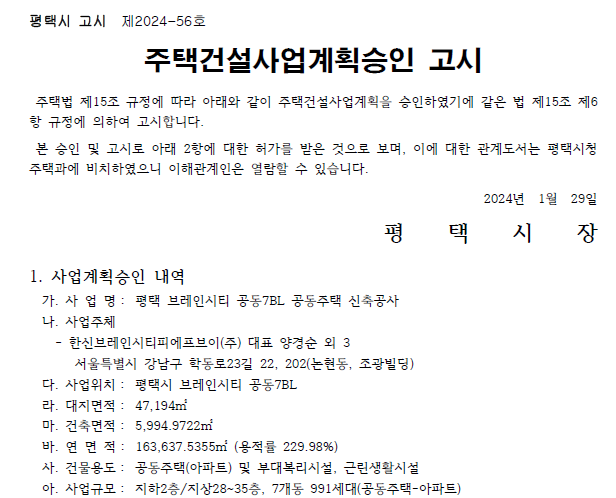 평택시 고시 제2024-56호
주택건설사업계획승인 고시
주택법 제15조 규정에 따라 아래와 같이 주택건설사업계획을 승인하였기에 같은 법 제15조 제6
항 규정에 의하여 고시합니다.
본 승인 및 고시로 아래 2항에 대한 허가를 받은 것으로 보며, 이에 대한 관계도서는 평택시청
주택과에 비치하였으니 이해관계인은 열람할 수 있습니다.
2024년 1월 29일
평 택 시 장
1. 사업계획승인 내역
가. 사 업 명 : 평택 브레인시티 공동7BL 공동주택 신축공사
나. 사업주체
- 한신브레인시티피에프브이(주) 대표 양경순 외 3
서울특별시 강남구 학동로23길 22, 202(논현동, 조광빌딩)
다. 사업위치 : 평택시 브레인시티 공동7BL
라. 대지면적 : 47,194㎡
마. 건축면적 : 5,994.9722㎡
바. 연 면 적 : 163,637.5355㎡ (용적률 229.98%)
사. 건물용도 : 공동주택(아파트) 및 부대복리시설, 근린생활시설
아. 사업규모 : 지하2층/지상28~35층, 7개동 991세대(공동주택-아파트)